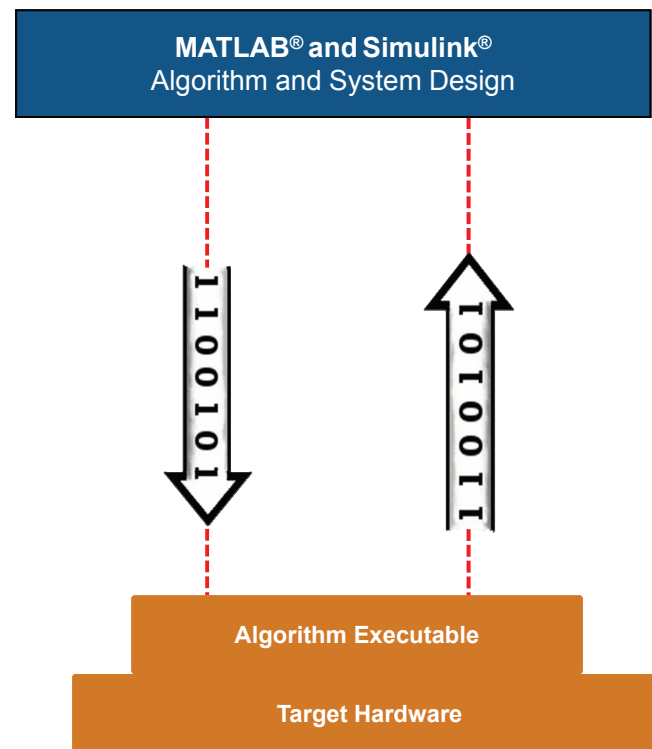 MATLAB® and Simulink®
Algorithm and System Design
1100101
1100101
Algorithm Executable
Target Hardware